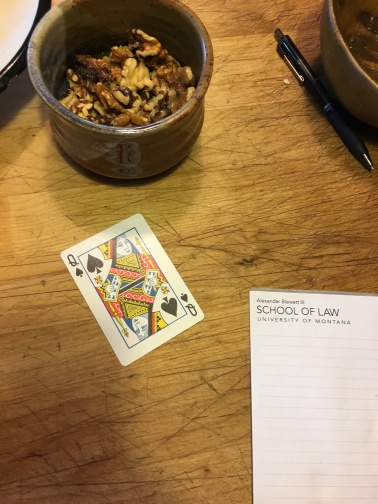 Q
Q
Alexander Blewett III
SCHOOL OF LAW
UNIVERSITY OF MONTANA